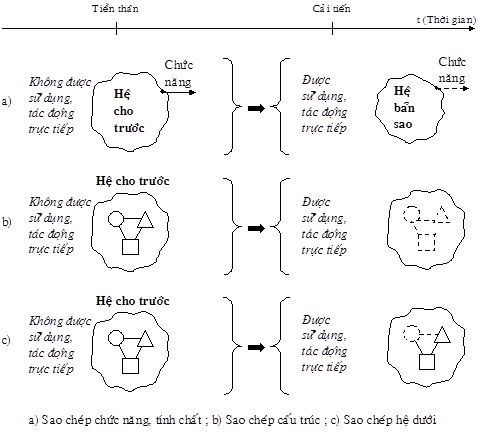 Tiền thân
Cải tiến
t (Thời gian)
a)
Không được
sử dụng,
tác động
trực tiếp
Hệ
cho
trước
Chức
năng
Được
sử dụng,
tác động
trực tiếp
Hệ
bản
sao
Chức
năng
Hệ cho trước
b)
Không được
sử dụng,
tác động
trực tiếp
Được
sử dụng,
tác động
trực tiếp
Hệ cho trước
c)
Không được
sử dụng,
tác động
trực tiếp
Được
sử dụng,
tác động
trực tiếp
a) Sao chép chức năng, tính chất ; b) Sao chép cấu trúc ; c) Sao chép hệ dưới